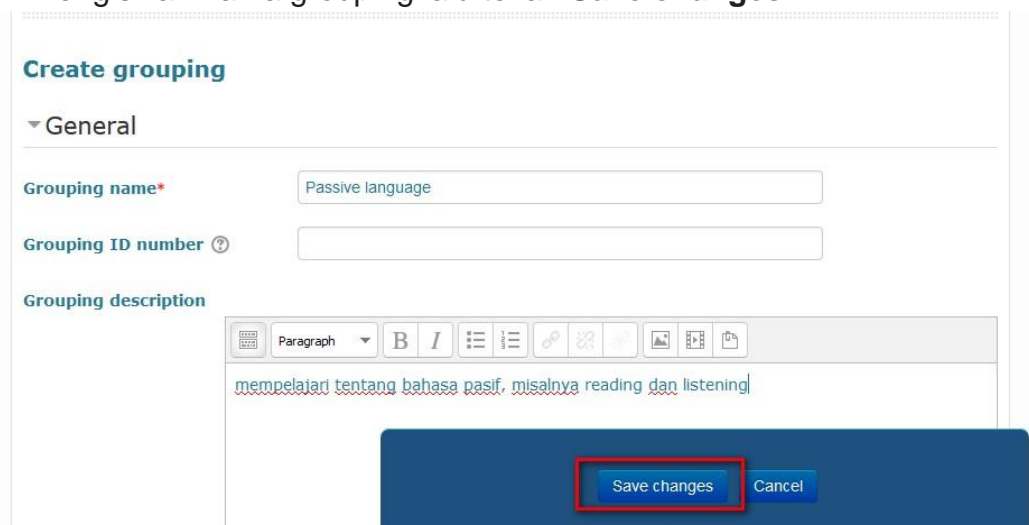 Create grouping
General
Grouping name*
Passive language
Grouping ID number
Grouping description
Paragraph B I
mempelajari tentang bahasa pasif, misalnya reading dan listening
Save changes Cancel